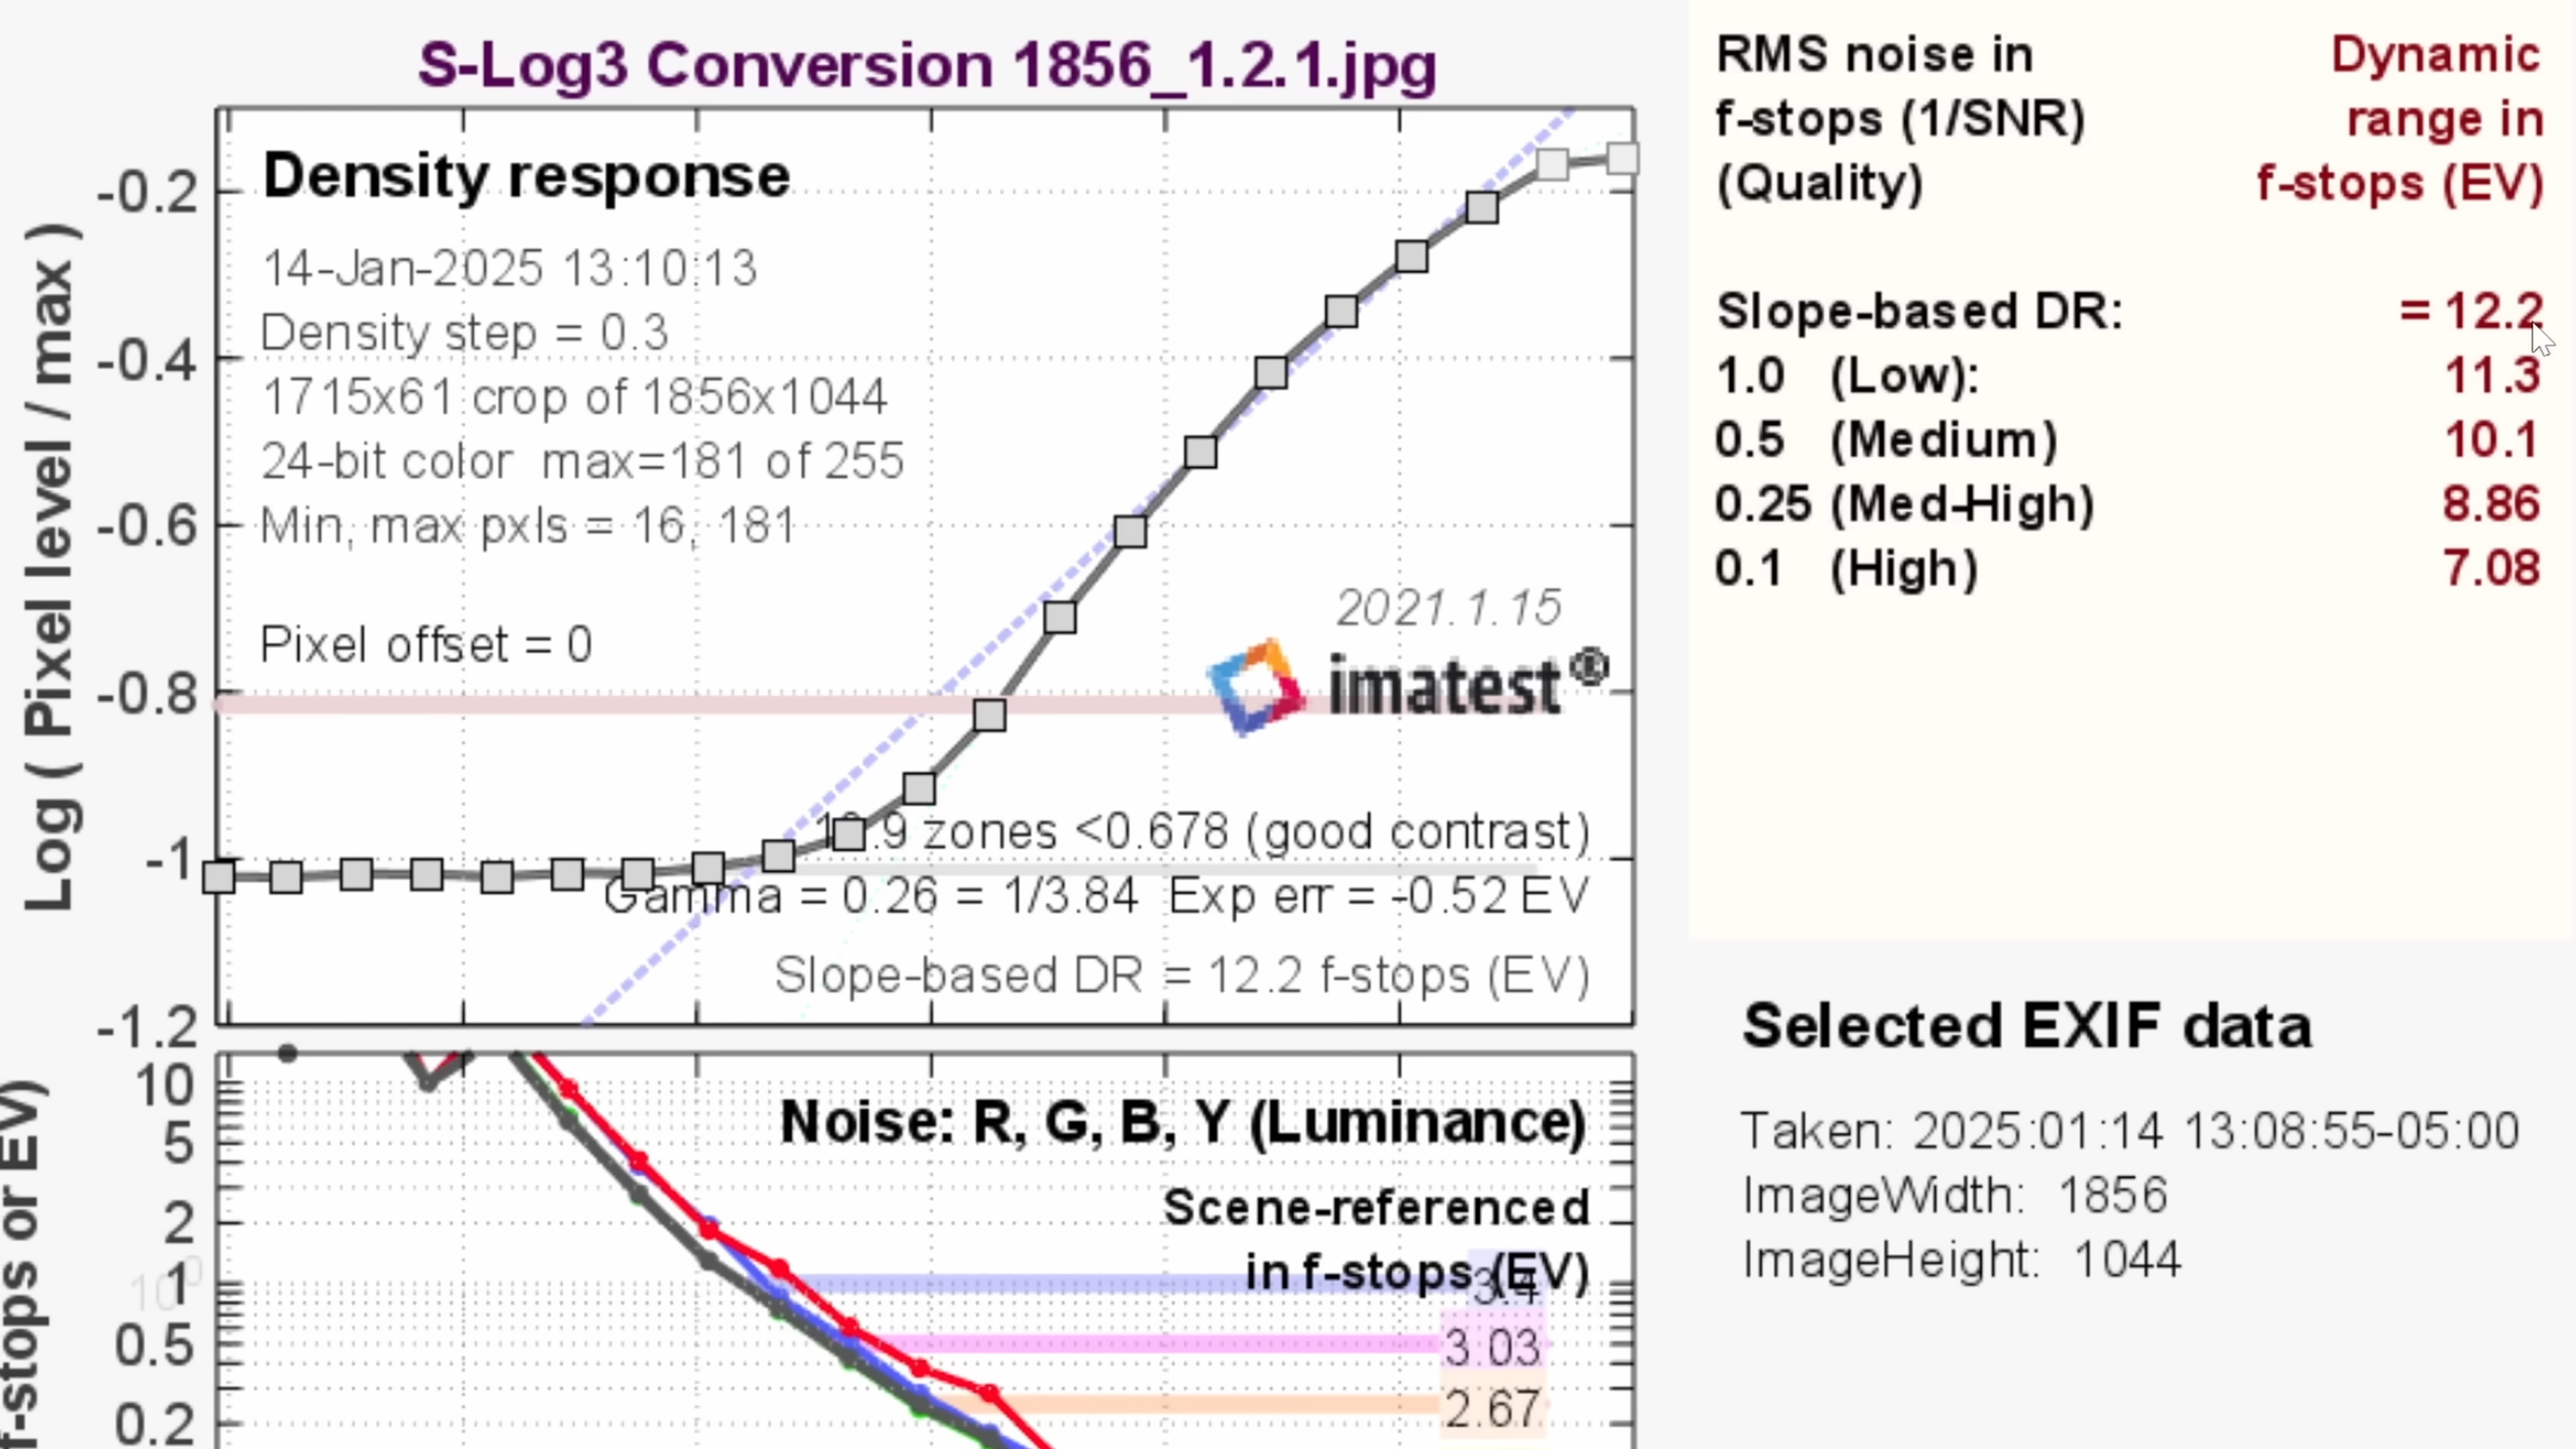 S-Log3 Conversion 1856_1.2.1.jpg
Density response
14-Jan-2025 13:10:13
Density step = 0.3
1715x61 crop of 1856x1044
24-bit color max=181 of 255
Min, max pxls = 16, 181
Pixel offset = 0
2021.1.15
imatest®
.9 zones <0.678 (good contrast)
Gamma = 0.26 = 1/3.84 Exp err = -0.52 EV
Slope-based DR = 12.2 f-stops (EV)
Log ( Pixel level / max )
-0.2
-0.4
-0.6
-0.8
-1
-1.2
Noise: R, G, B, Y (Luminance)
Scene-referenced
in f-stops (EV)
3.4
3.03
2.67
f-stops or EV)
10
5
2
1
10^0
0.5
0.2
RMS noise in Dynamic
f-stops (1/SNR) range in
(Quality) f-stops (EV)
Slope-based DR: = 12.2
1.0 (Low): 11.3
0.5 (Medium) 10.1
0.25 (Med-High) 8.86
0.1 (High) 7.08
Selected EXIF data
Taken: 2025:01:14 13:08:55-05:00
ImageWidth: 1856
ImageHeight: 1044